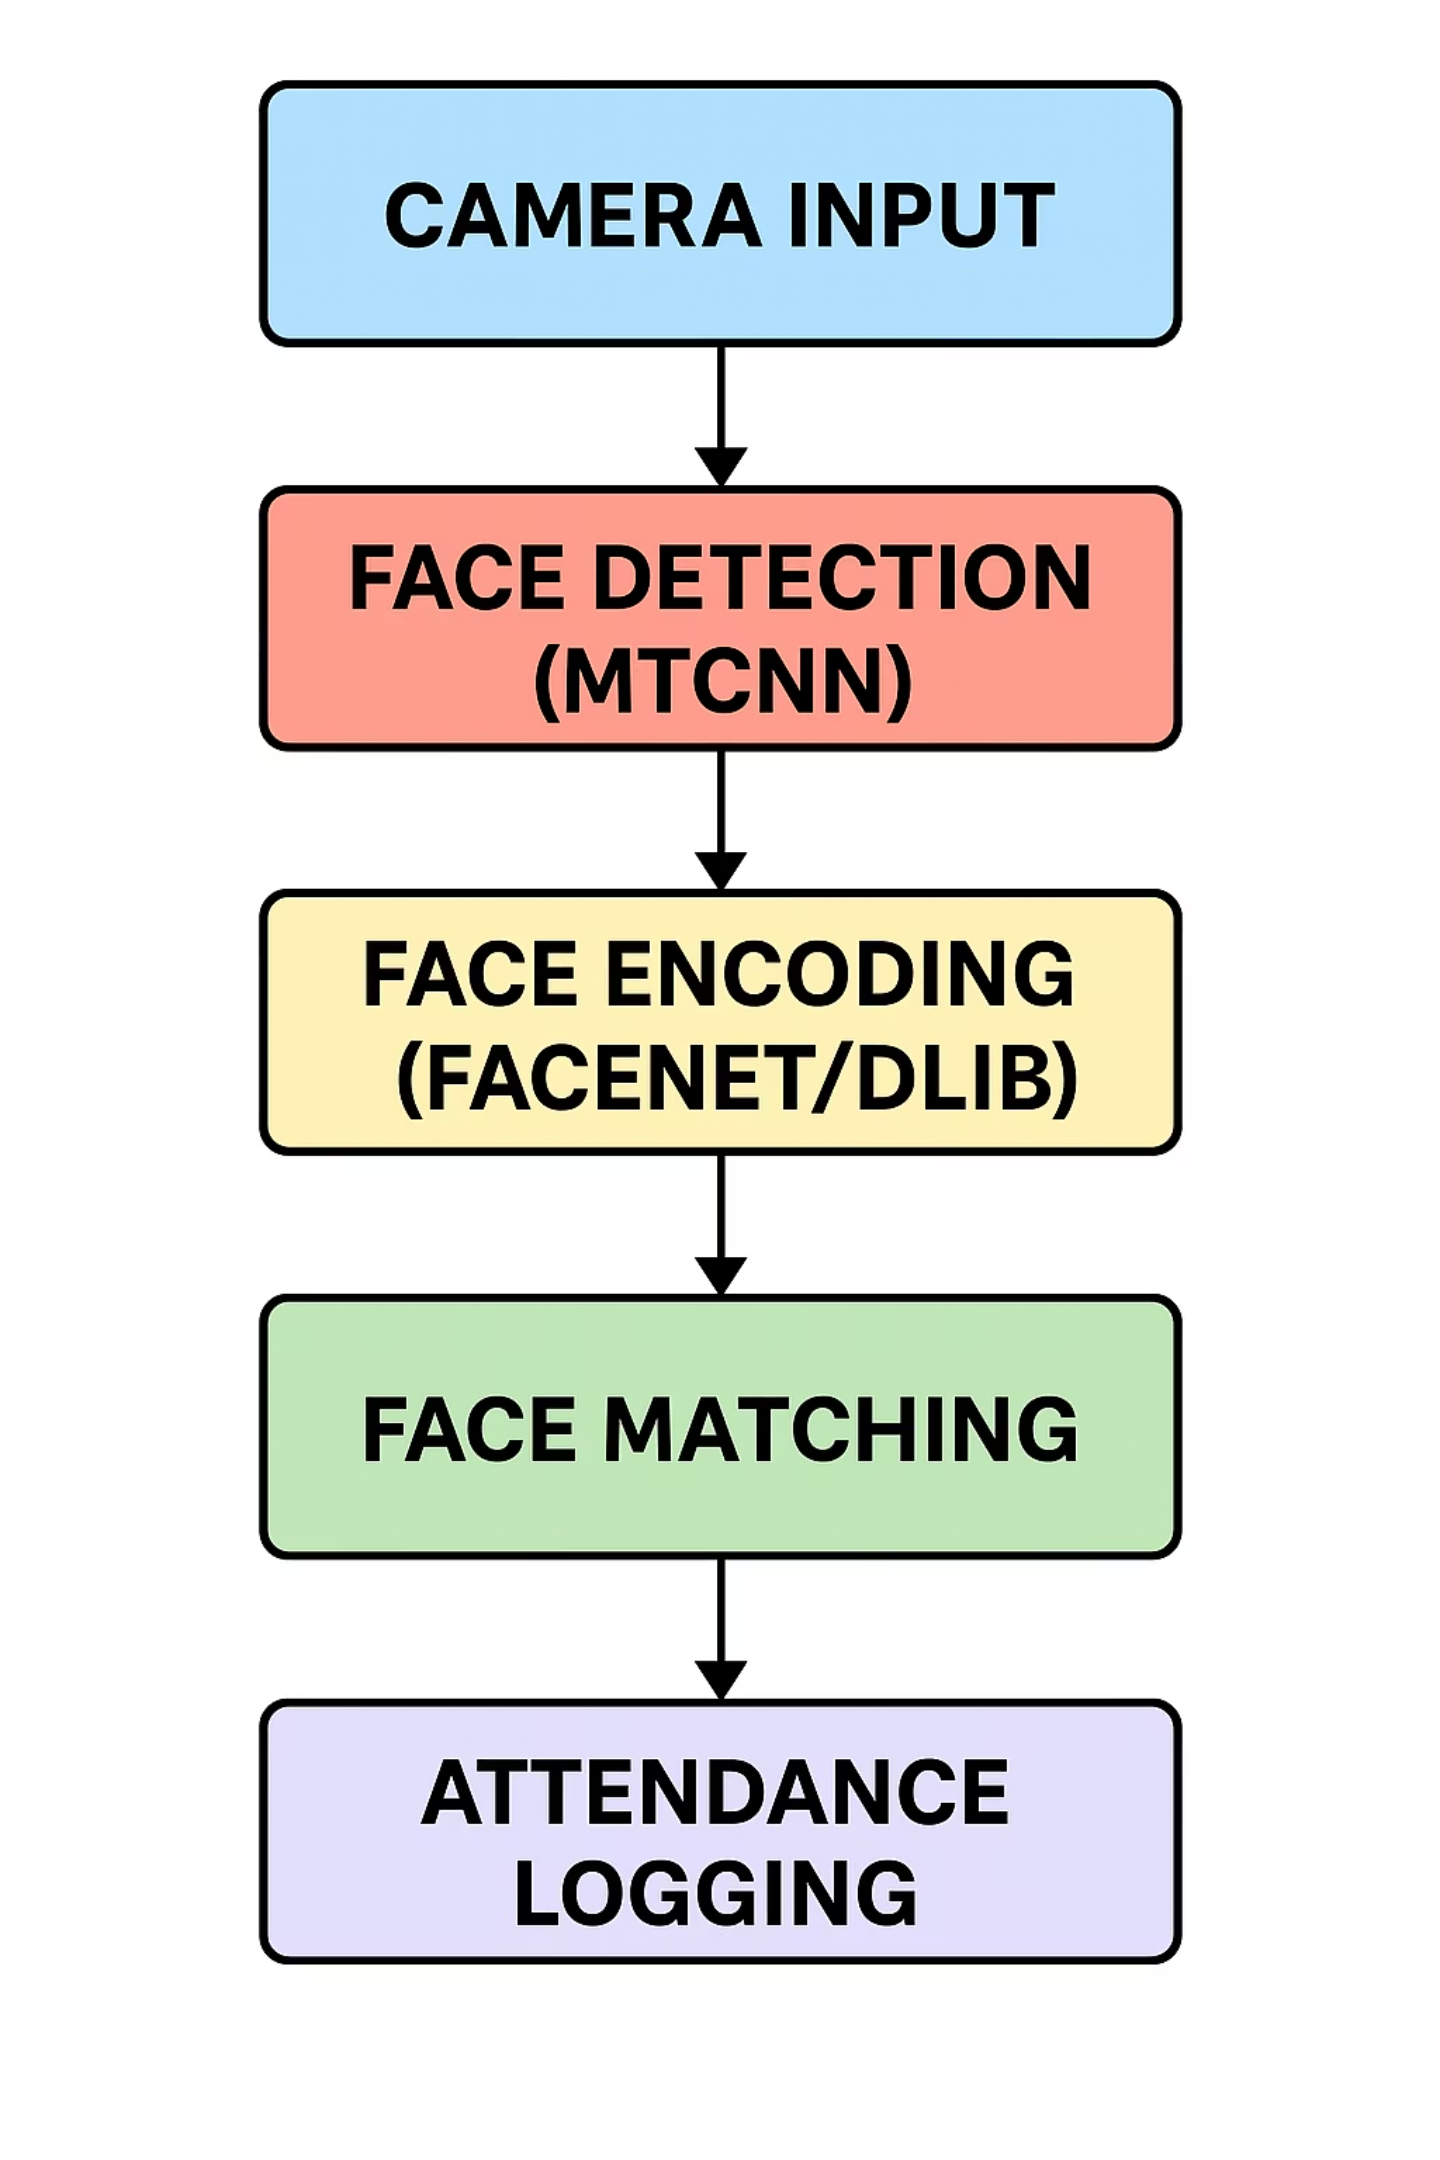 CAMERA INPUT
FACE DETECTION
(MTCNN)
FACE ENCODING
(FACENET/DLIB)
FACE MATCHING
ATTENDANCE
LOGGING